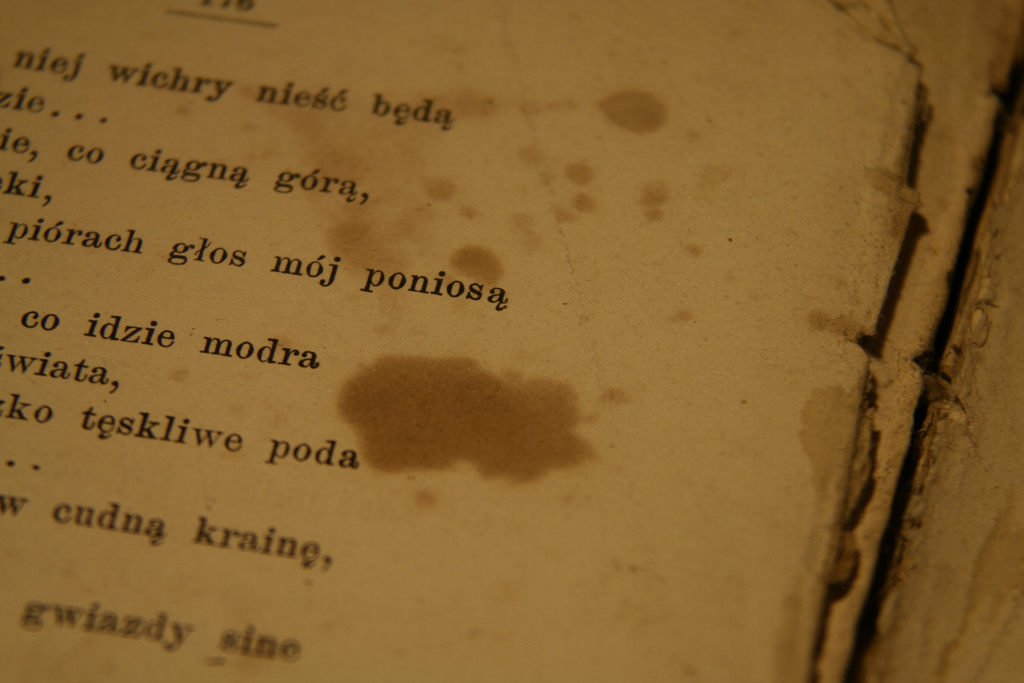 176
niej wichry nieść będą
zie...
ie, co ciągną górą,
ki,
piórach głos mój poniosą
..
co idzie modra
świata,
ko tęskliwe poda
..
w cudną krainę,
gwiazdy sine